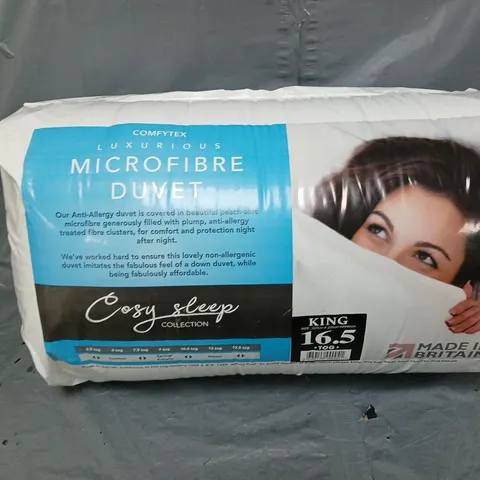 COMFYTEX
LUXURIOUS
MICROFIBRE
DUVET
Our Anti-Allergy duvet is covered in beautiful peach-skin
microfibre generously filled with plump, anti-allergy
treated fibre clusters, for comfort and protection night
after night.
We've worked hard to ensure this lovely non-allergenic
duvet imitates the fabulous feel of a down duvet, while
being fabulously affordable.
Cosy sleep
COLLECTION
KING
16.5
TOG
MADE IN
BRITAIN